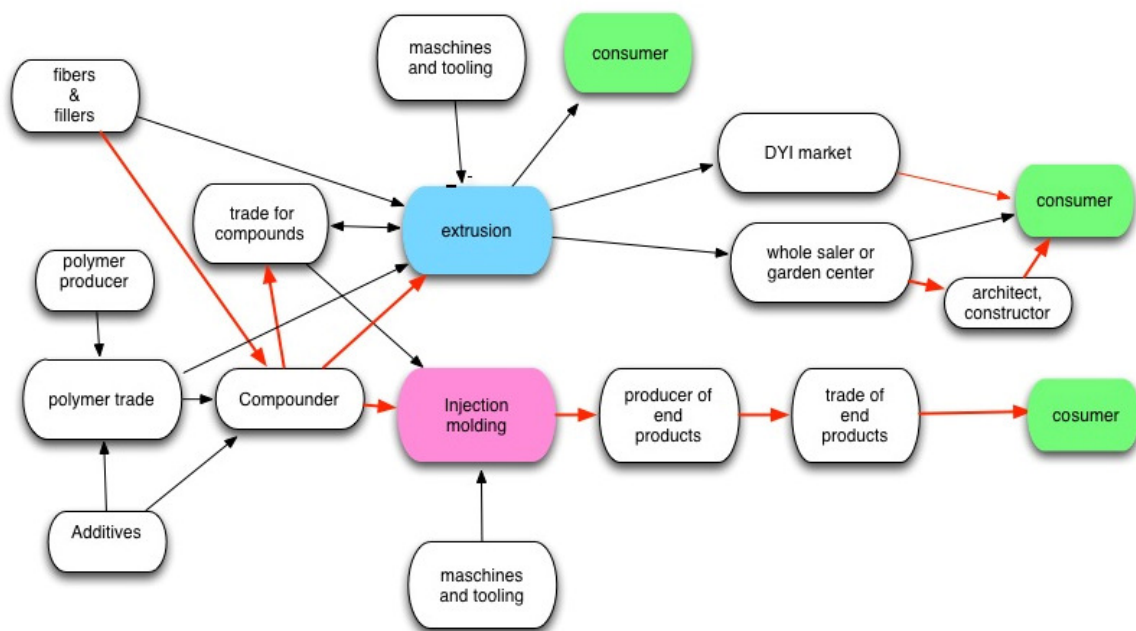 maschines
and tooling
consumer
fibers
&
fillers
DYI market
trade for
compounds
extrusion
consumer
whole saler or
garden center
polymer
producer
architect,
constructor
polymer trade
Compounder
Injection
molding
producer of
end
products
trade of
end
products
cosumer
Additives
maschines
and tooling